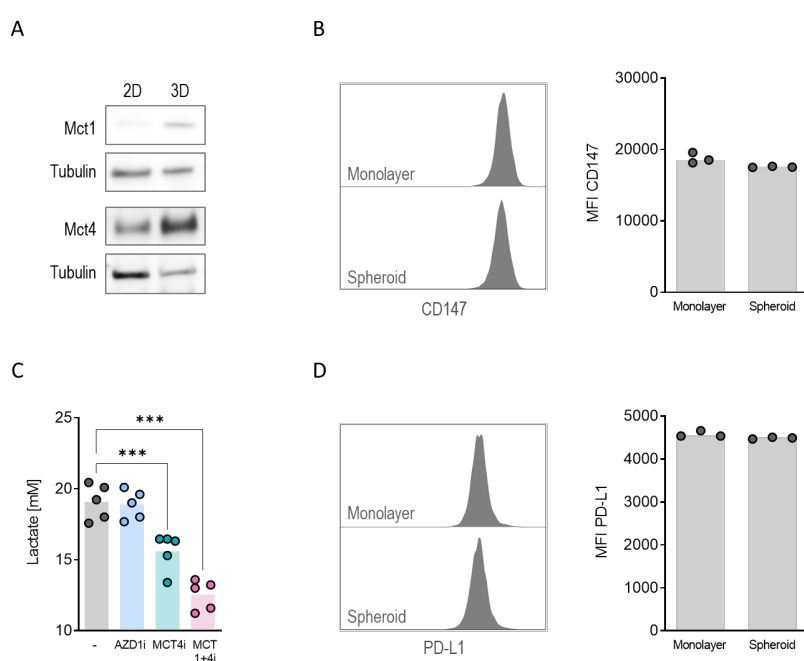 A
2D 3D
Mct1
Tubulin
Mct4
Tubulin
B
Monolayer
Spheroid
CD147
MFI CD147
30000
20000
10000
0
Monolayer Spheroid
C
Lactate [mM]
25
20
15
10
***
***
- AZD1i MCT4i MCT
1+4i
D
Monolayer
Spheroid
PD-L1
MFI PD-L1
5000
4000
3000
2000
1000
0
Monolayer Spheroid